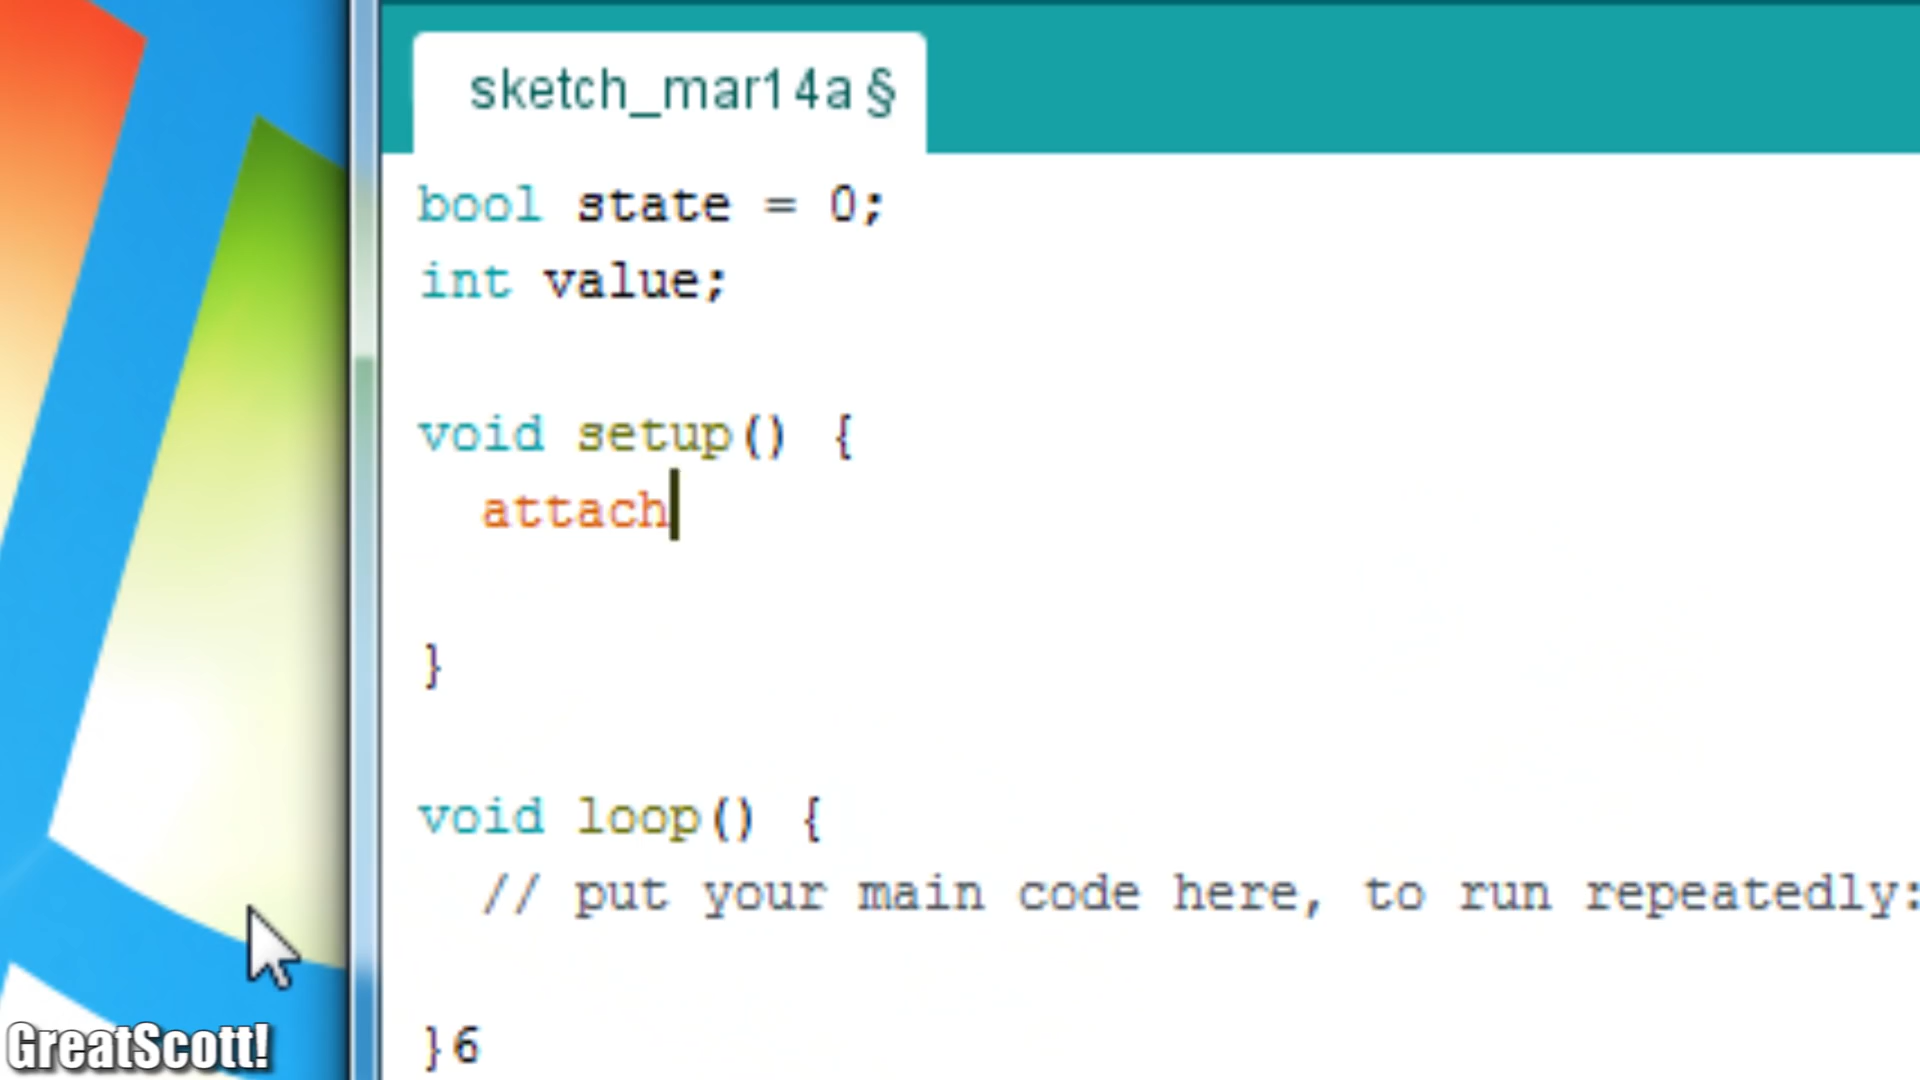 sketch_mar14a §
bool state = 0;
int value;
void setup() {
attach
}
void loop() {
// put your main code here, to run repeatedly:
}6
GreatScott!